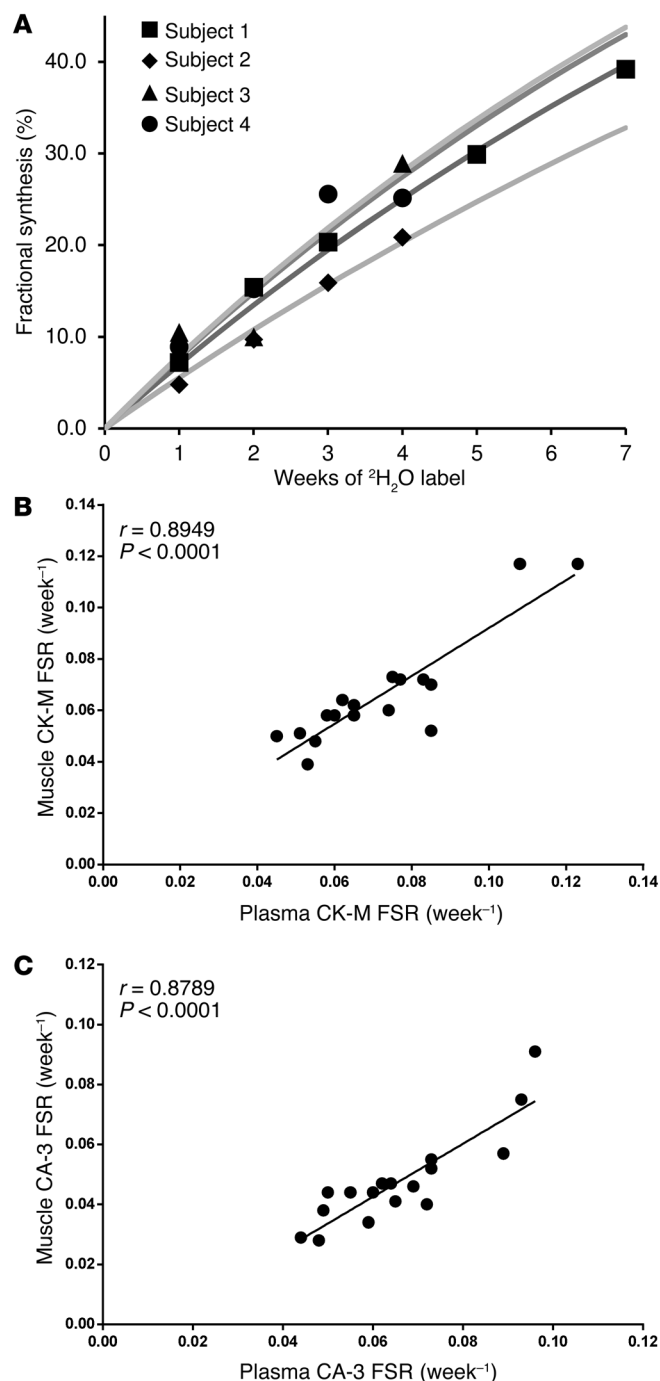 A
Subject 1
Subject 2
Subject 3
Subject 4
Fractional synthesis (%)
40.0
30.0
20.0
10.0
0.0
0 1 2 3 4 5 6 7
Weeks of ²H₂O label
B
r = 0.8949
P < 0.0001
Muscle CK-M FSR (week⁻¹)
0.14
0.12
0.10
0.08
0.06
0.04
0.02
0.00
0.00 0.02 0.04 0.06 0.08 0.10 0.12 0.14
Plasma CK-M FSR (week⁻¹)
C
r = 0.8789
P < 0.0001
Muscle CA-3 FSR (week⁻¹)
0.12
0.10
0.08
0.06
0.04
0.02
0.00
0.00 0.02 0.04 0.06 0.08 0.10 0.12
Plasma CA-3 FSR (week⁻¹)